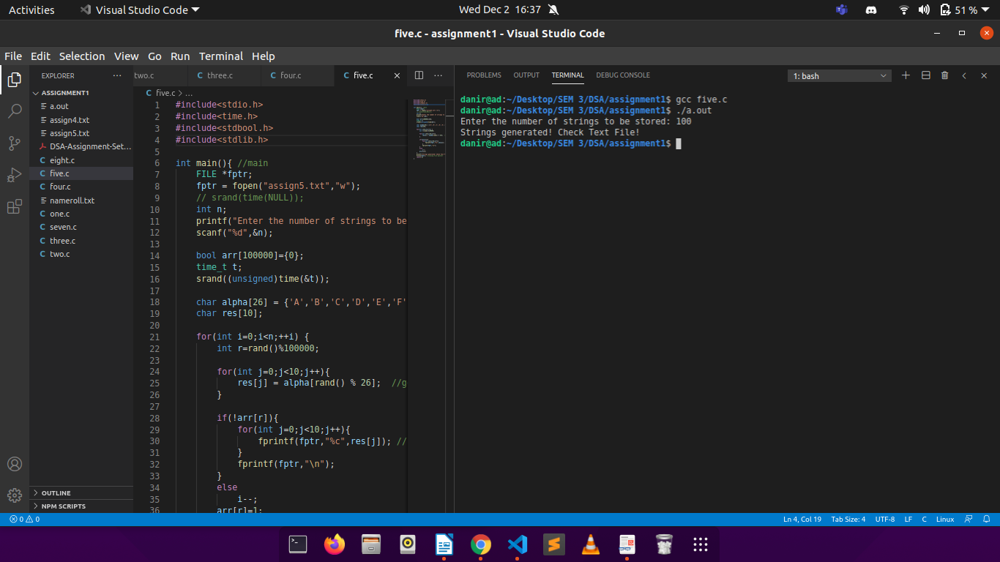 Activities
Visual Studio Code
Wed Dec 2 16:37
51 %
five.c - assignment1 - Visual Studio Code
File Edit Selection View Go Run Terminal Help
EXPLORER
ASSIGNMENT1
a.out
assign4.txt
assign5.txt
DSA-Assignment-Set...
C eight.c
C five.c
C four.c
nameroll.txt
C one.c
C seven.c
C three.c
C two.c
OUTLINE
NPM SCRIPTS
two.c
C three.c
C four.c
C five.c
C five.c > ...
1 #include<stdio.h>
2 #include<time.h>
3 #include<stdbool.h>
4 #include<stdlib.h>
5
6 int main(){ //main
7 FILE *fptr;
8 fptr = fopen("assign5.txt","w");
9 // srand(time(NULL));
10 int n;
11 printf("Enter the number of strings to be
12 scanf("%d",&n);
13
14 bool arr[100000]={0};
15 time_t t;
16 srand((unsigned)time(&t));
17
18 char alpha[26] = {'A','B','C','D','E','F'
19 char res[10];
20
21 for(int i=0;i<n;++i) {
22 int r=rand()%100000;
23
24 for(int j=0;j<10;j++){
25 res[j] = alpha[rand() % 26]; //g
26 }
27
28 if(!arr[r]){
29 for(int j=0;j<10;j++){
30 fprintf(fptr,"%c",res[j]); //
31 }
32 fprintf(fptr,"\n");
33 }
34 else
35 i--;
36 arr[r]=1;
PROBLEMS OUTPUT TERMINAL DEBUG CONSOLE
1: bash
danir@ad:~/Desktop/SEM 3/DSA/assignment1$ gcc five.c
danir@ad:~/Desktop/SEM 3/DSA/assignment1$ ./a.out
Enter the number of strings to be stored: 100
Strings generated! Check Text File!
danir@ad:~/Desktop/SEM 3/DSA/assignment1$
0 0
Ln 4, Col 19 Tab Size: 4 UTF-8 LF C Linux